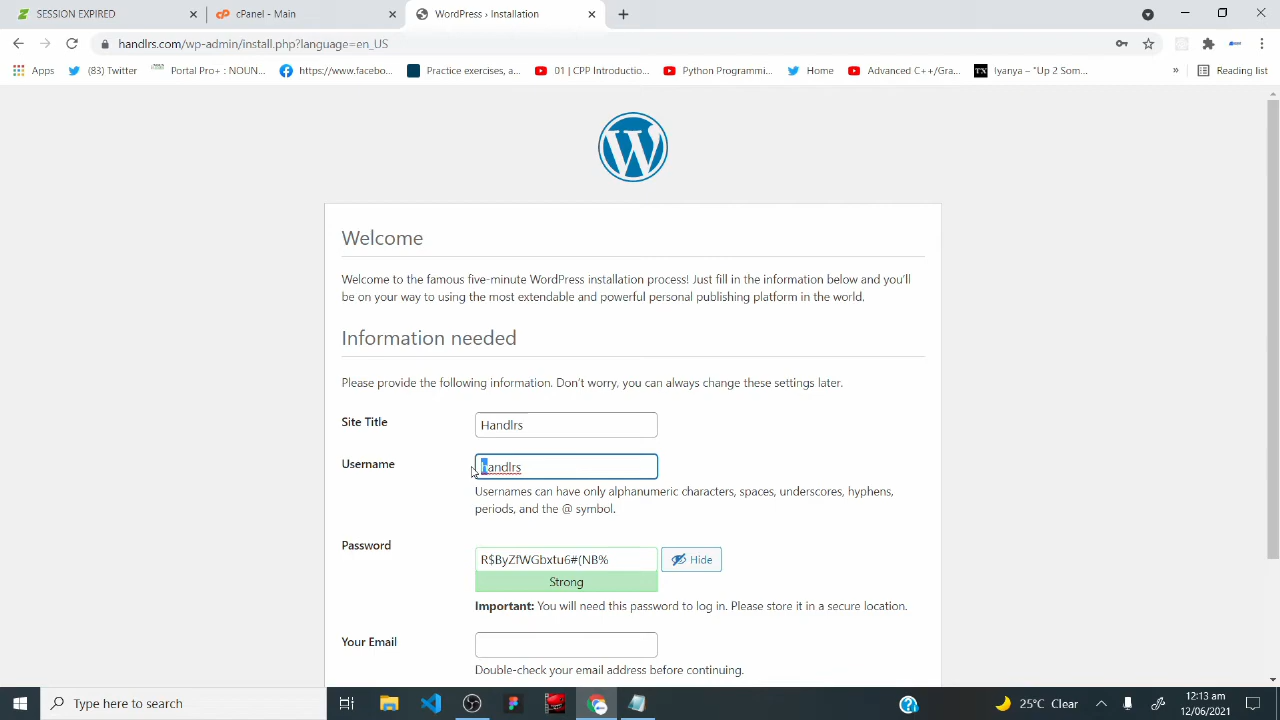 SESSION EXPIRED
cPanel - Main
WordPress › Installation
handlrs.com/wp-admin/install.php?language=en_US
Apps
(83) Twitter
Portal Pro+ : NOUN...
https://www.facebo...
Practice exercises, a...
01 | CPP Introductio...
Python Programmi...
Home
Advanced C++/Gra...
Iyanya – "Up 2 Som...
»
Reading list
Welcome
Welcome to the famous five-minute WordPress installation process! Just fill in the information below and you'll
be on your way to using the most extendable and powerful personal publishing platform in the world.
Information needed
Please provide the following information. Don't worry, you can always change these settings later.
Site Title
Handlrs
Username
handlrs
Usernames can have only alphanumeric characters, spaces, underscores, hyphens,
periods, and the @ symbol.
Password
R$ByZfWGbxtu6#(NB%
Hide
Strong
Important: You will need this password to log in. Please store it in a secure location.
Your Email
Double-check your email address before continuing.
Type here to search
25°C Clear
12:13 am
12/06/2021